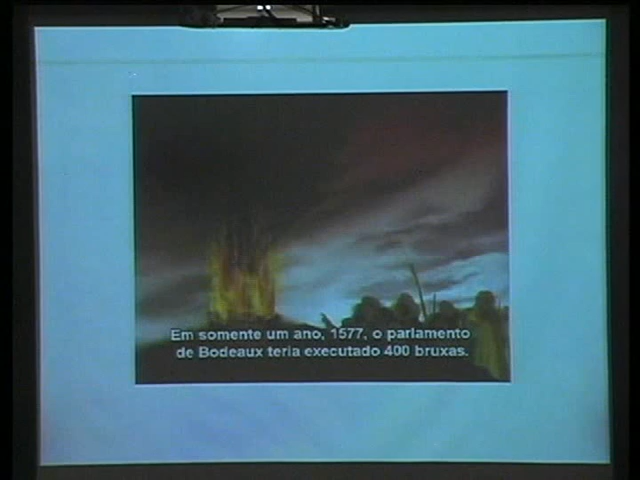 Em somente um ano, 1577, o parlamento
de Bodeaux teria executado 400 bruxas.